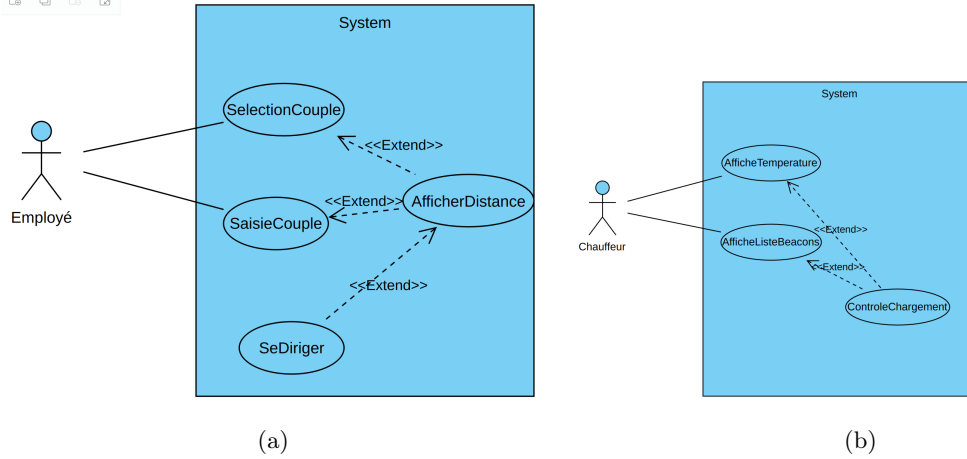 System
SelectionCouple
<<Extend>>
Employé
SaisieCouple
<<Extend>>
AfficherDistance
<<Extend>>
SeDiriger
(a)
System
AfficheTemperature
Chauffeur
<<Extend>>
AfficheListeBeacons
<<Extend>>
ControleChargement
(b)